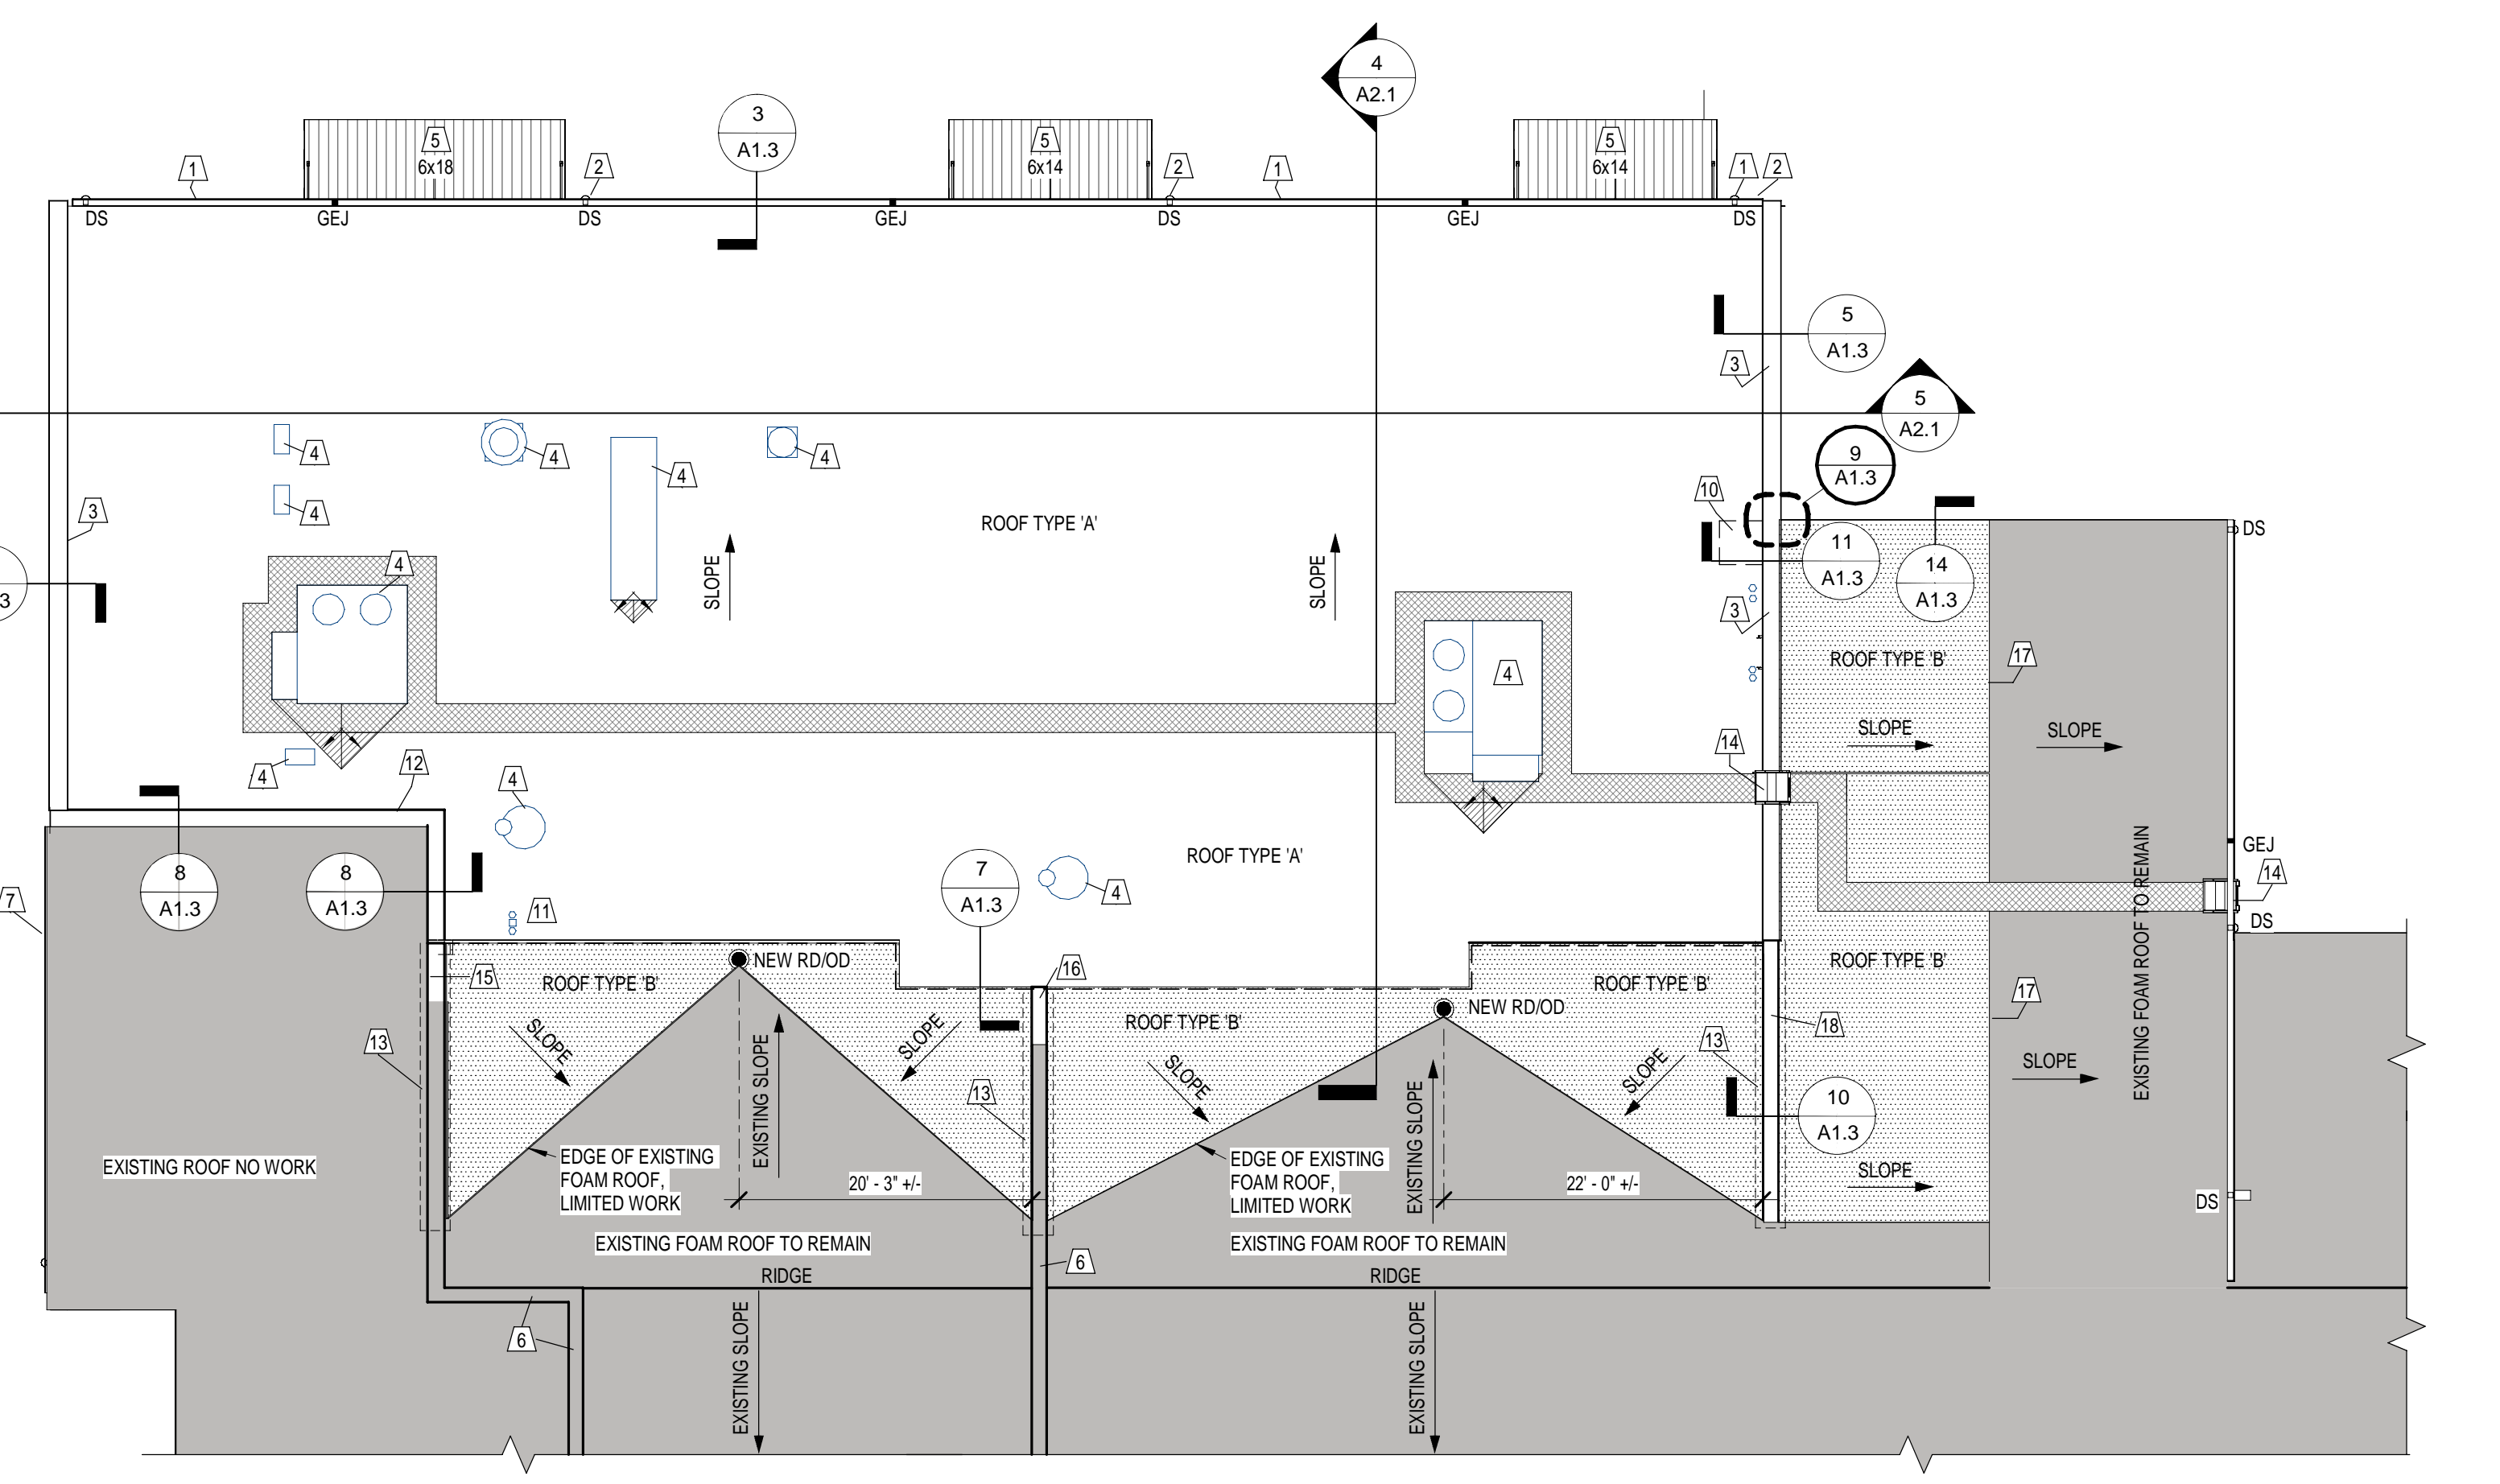 4
A2.1
3
A1.3
5
6x18
5
6x14
5
6x14
1
2
2
1
1
2
DS
GEJ
DS
GEJ
DS
GEJ
DS
5
A1.3
3
5
A2.1
4
4
4
4
9
A1.3
10
4
3
ROOF TYPE 'A'
DS
11
A1.3
14
A1.3
4
SLOPE
SLOPE
3
3
ROOF TYPE 'B'
17
4
SLOPE
SLOPE
14
12
4
4
GEJ
ROOF TYPE 'A'
8
A1.3
8
A1.3
7
A1.3
4
14
7
11
DS
NEW RD/OD
ROOF TYPE 'B'
EXISTING FOAM ROOF TO REMAIN
15
ROOF TYPE 'B'
16
ROOF TYPE 'B'
17
NEW RD/OD
ROOF TYPE 'B'
18
SLOPE
SLOPE
13
13
SLOPE
SLOPE
SLOPE
EXISTING SLOPE
13
EXISTING SLOPE
10
A1.3
EDGE OF EXISTING
FOAM ROOF,
LIMITED WORK
EDGE OF EXISTING
FOAM ROOF,
LIMITED WORK
EXISTING ROOF NO WORK
SLOPE
20' - 3" +/-
22' - 0" +/-
DS
EXISTING FOAM ROOF TO REMAIN
EXISTING FOAM ROOF TO REMAIN
6
RIDGE
RIDGE
6
EXISTING SLOPE
EXISTING SLOPE